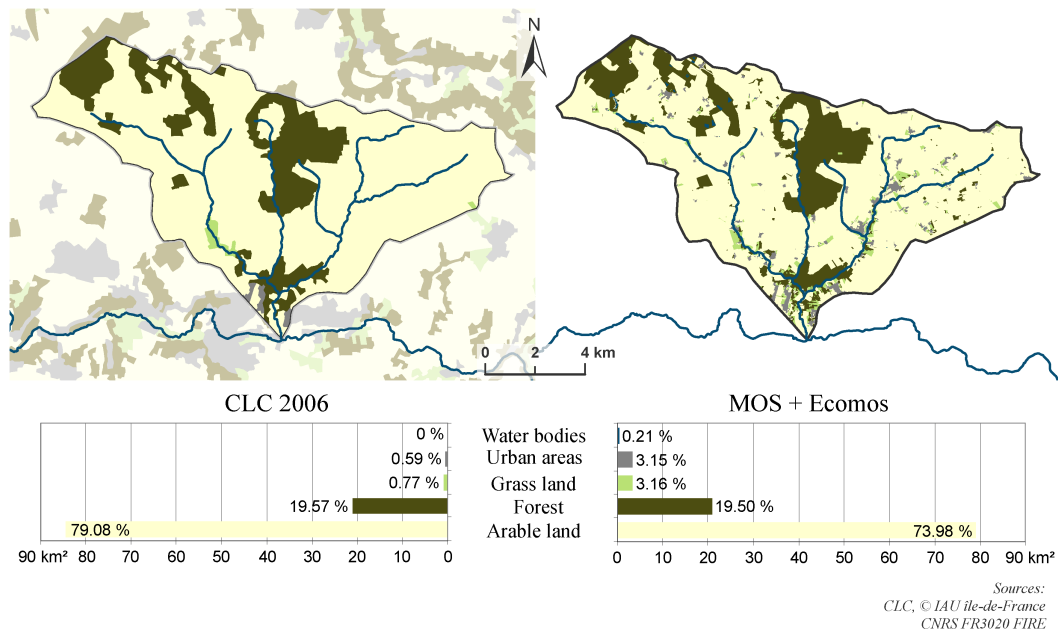 N
0 2 4 km
CLC 2006
MOS + Ecomos
0 % Water bodies 0.21 %
0.59 % Urban areas 3.15 %
0.77 % Grass land 3.16 %
19.57 % Forest 19.50 %
79.08 % Arable land 73.98 %
90 km² 80 70 60 50 40 30 20 10 0
0 10 20 30 40 50 60 70 80 90 km²
Sources:
CLC, © IAU île-de-France
CNRS FR3020 FIRE